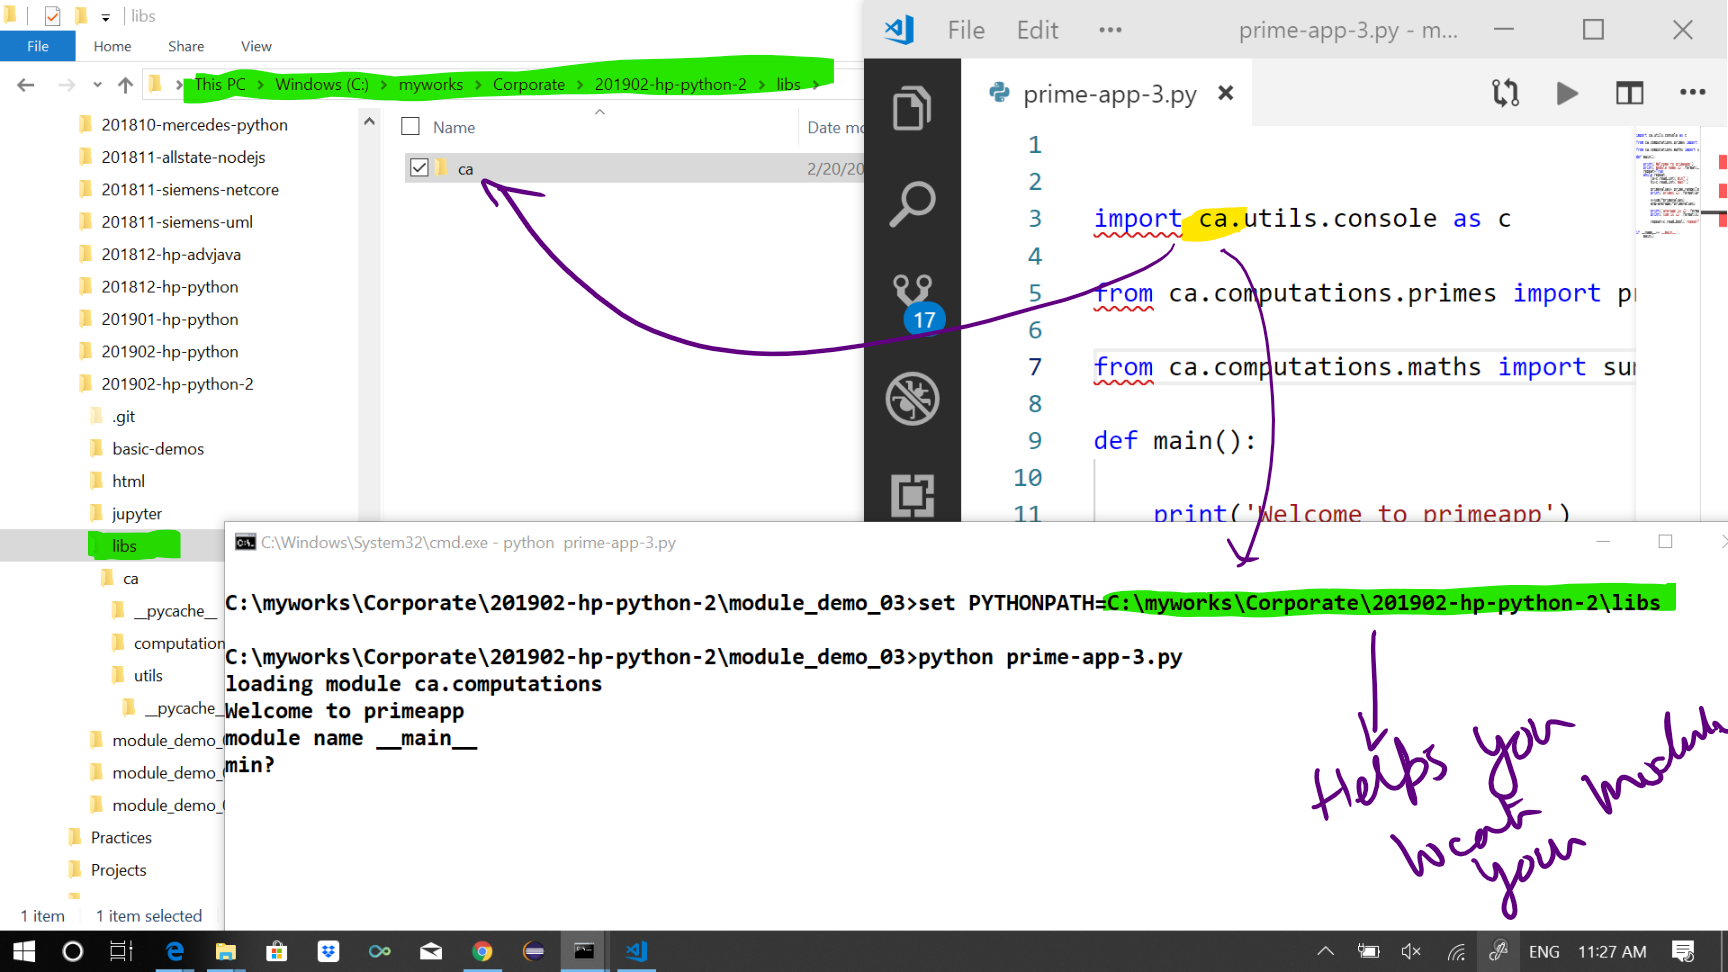 libs
File Home Share View
This PC Windows (C:) myworks Corporate 201902-hp-python-2 libs
Name Date mo
ca 2/20/20
201810-mercedes-python
201811-allstate-nodejs
201811-siemens-netcore
201811-siemens-uml
201812-hp-advjava
201812-hp-python
201901-hp-python
201902-hp-python
201902-hp-python-2
.git
basic-demos
html
jupyter
libs
ca
__pycache__
computation
utils
__pycache_
module_demo_
module_demo_
module_demo_
Practices
Projects
1 item 1 item selected
File Edit ··· prime-app-3.py - m...
prime-app-3.py
17
1
2
3 import ca.utils.console as c
4
5 from ca.computations.primes import pr
6
7 from ca.computations.maths import sum
8
9 def main():
10
11 print('Welcome to primeapp')
C:\Windows\System32\cmd.exe - python prime-app-3.py
C:\myworks\Corporate\201902-hp-python-2\module_demo_03>set PYTHONPATH=C:\myworks\Corporate\201902-hp-python-2\libs
C:\myworks\Corporate\201902-hp-python-2\module_demo_03>python prime-app-3.py
loading module ca.computations
Welcome to primeapp
module name __main__
min?
Helps you
locate
your module
ENG 11:27 AM